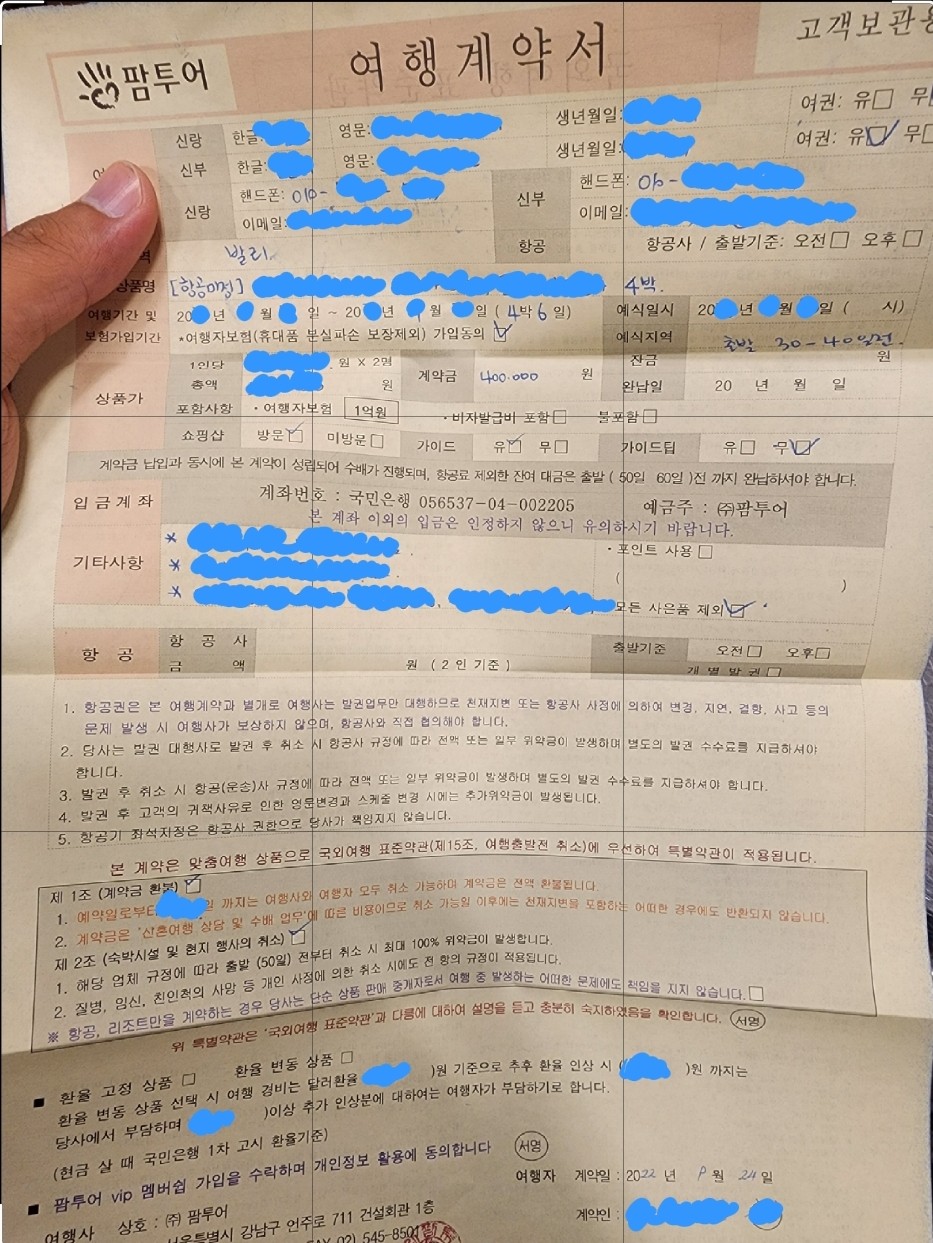 고객보관용
팜투어
여행계약서
신랑 한글: 영문: 생년월일: 여권: 유□ 무
신부 한글: 영문: 생년월일: 여권: 유☑ 무□
신랑 핸드폰: 010- 신부 핸드폰: 010-
이메일: 이메일:
역 발리 항공 항공사 / 출발기준: 오전□ 오후□
상품명 [항공미정] 4박.
여행기간 및 20 년 월 일 ~ 20 년 9월 일 ( 4박 6일) 예식일시 20 년 월 일 ( 시)
보험가입기간 *여행자보험(휴대품 분실파손 보장제외) 가입동의 ☑ 예식지역
출발 30-40일전.
상품가 1인당 원 X 2명 계약금 400.000 원 잔금 원
총액 원 완납일 20 년 월 일
포함사항 ·여행자보험 1억원 ·비자발급비 포함□ 불포함□
쇼핑샵 방문☑ 미방문□ 가이드 유☑ 무□ 가이드팁 유□ 무☑
계약금 납입과 동시에 본 계약이 성립되어 수배가 진행되며, 항공료 제외한 잔여 대금은 출발 ( 50일 60일 )전 까지 완납하셔야 합니다.
입금계좌 계좌번호 : 국민은행 056537-04-002205 예금주 : ㈜팜투어
본 계좌 이외의 입금은 인정하지 않으니 유의하시기 바랍니다.
기타사항 * ·포인트 사용□
* ( )
* 모든 사은품 제외☑
항공 항공사 출발기준 오전□ 오후□
금액 원 ( 2인 기준 ) 개별발권□
1. 항공권은 본 여행계약과 별개로 여행사는 발권업무만 대행하므로 천재지변 또는 항공사 사정에 의하여 변경, 지연, 결항, 사고 등의
문제 발생 시 여행사가 보상하지 않으며, 항공사와 직접 협의해야 합니다.
2. 당사는 발권 대행사로 발권 후 취소 시 항공사 규정에 따라 전액 또는 일부 위약금이 발생하며 별도의 발권 수수료를 지급하셔야
합니다.
3. 발권 후 취소 시 항공(운송)사 규정에 따라 전액 또는 일부 위약금이 발생하며 별도의 발권 수수료를 지급하셔야 합니다.
4. 발권 후 고객의 귀책사유로 인한 영문변경과 스케줄 변경 시에는 추가위약금이 발생됩니다.
5. 항공기 좌석지정은 항공사 권한으로 당사가 책임지지 않습니다.
본 계약은 맞춤여행 상품으로 국외여행 표준약관(제15조, 여행출발전 취소)에 우선하여 특별약관이 적용됩니다.
제 1조 (계약금 환불) ☑
1. 예약일로부터 일 까지는 여행사와 여행자 모두 취소 가능하며 계약금은 전액 환불됩니다.
2. 계약금은 '신혼여행 상담 및 수배 업무'에 따른 비용이므로 취소 가능일 이후에는 천재지변을 포함하는 어떠한 경우에도 반환되지 않습니다.
제 2조 (숙박시설 및 현지 행사의 취소) ☑
1. 해당 업체 규정에 따라 출발 (50일) 전부터 취소 시 최대 100% 위약금이 발생합니다.
2. 질병, 임신, 친인척의 사망 등 개인 사정에 의한 취소 시에도 전 항의 규정이 적용됩니다.
※ 항공, 리조트만을 계약하는 경우 당사는 단순 상품 판매 중개자로서 여행 중 발생하는 어떠한 문제에도 책임을 지지 않습니다.□
위 특별약관은 '국외여행 표준약관'과 다름에 대하여 설명을 듣고 충분히 숙지하였음을 확인합니다. 서명
■ 환율 고정 상품 □ 환율 변동 상품 □
환율 변동 상품 선택 시 여행 경비는 달러환율 )원 기준으로 추후 환율 인상 시 ( )원 까지는
당사에서 부담하며 )이상 추가 인상분에 대하여는 여행자가 부담하기로 합니다.
(현금 살 때 국민은행 1차 고시 환율기준)
■ 팜투어 vip 멤버쉽 가입을 수락하며 개인정보 활용에 동의합니다 서명
여행자 계약일 : 2022 년 9월 24일
계약인 :
여행사 상호 : ㈜ 팜투어
서울특별시 강남구 언주로 711 건설회관 1층
FAX 02) 545-8501